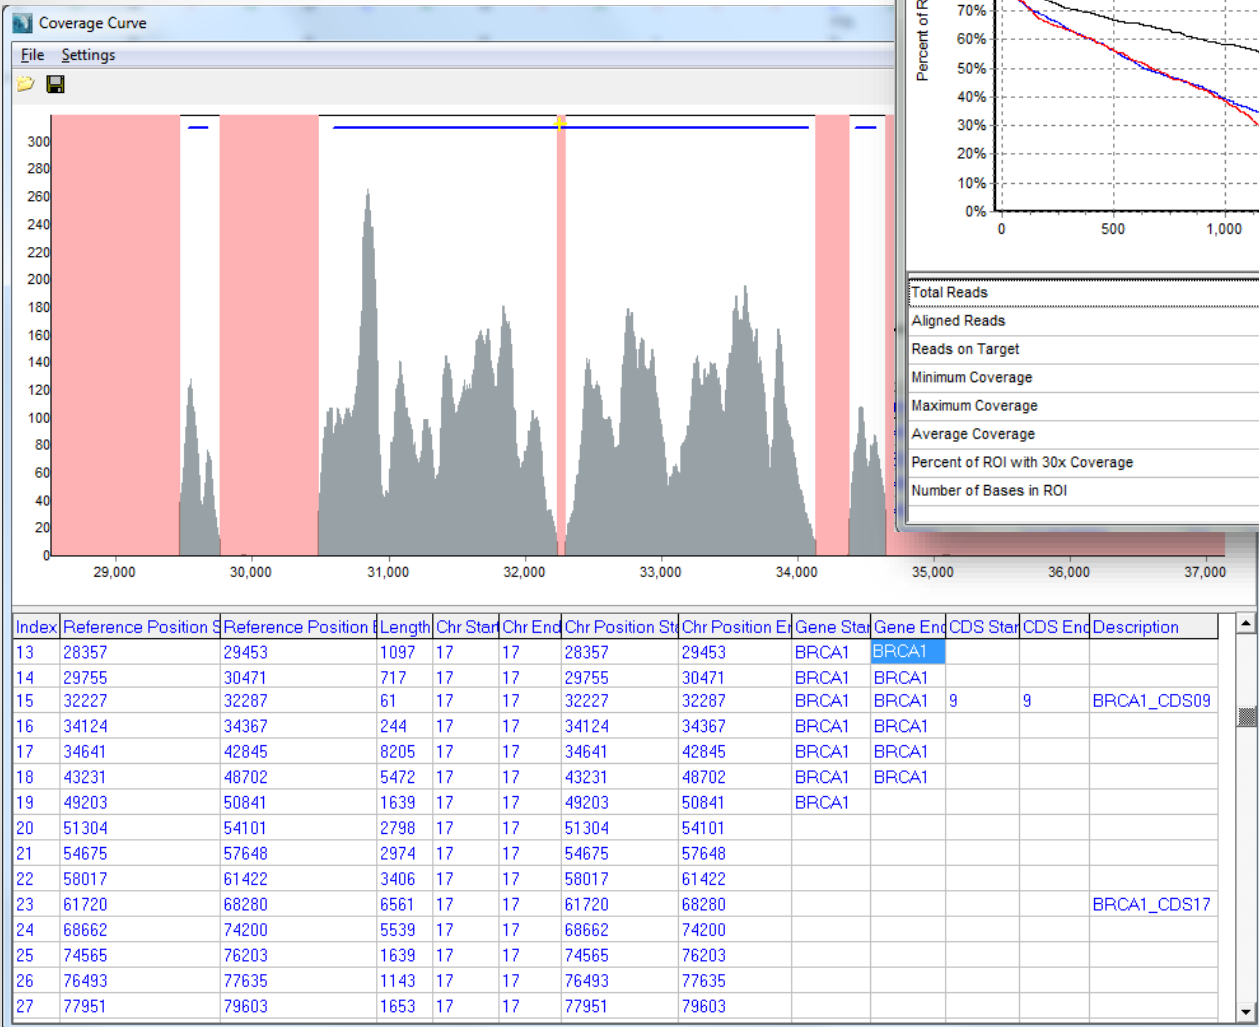 Coverage Curve
File Settings
300
280
260
240
220
200
180
160
140
120
100
80
60
40
20
0
29,000 30,000 31,000 32,000 33,000 34,000 35,000 36,000 37,000
Percent of R
70%
60%
50%
40%
30%
20%
10%
0%
0 500 1,000
Total Reads
Aligned Reads
Reads on Target
Minimum Coverage
Maximum Coverage
Average Coverage
Percent of ROI with 30x Coverage
Number of Bases in ROI
Index Reference Position S Reference Position E Length Chr Start Chr End Chr Position Sta Chr Position En Gene Star Gene End CDS Star CDS End Description
13 28357 29453 1097 17 17 28357 29453 BRCA1 BRCA1
14 29755 30471 717 17 17 29755 30471 BRCA1 BRCA1
15 32227 32287 61 17 17 32227 32287 BRCA1 BRCA1 9 9 BRCA1_CDS09
16 34124 34367 244 17 17 34124 34367 BRCA1 BRCA1
17 34641 42845 8205 17 17 34641 42845 BRCA1 BRCA1
18 43231 48702 5472 17 17 43231 48702 BRCA1 BRCA1
19 49203 50841 1639 17 17 49203 50841 BRCA1
20 51304 54101 2798 17 17 51304 54101
21 54675 57648 2974 17 17 54675 57648
22 58017 61422 3406 17 17 58017 61422
23 61720 68280 6561 17 17 61720 68280 BRCA1_CDS17
24 68662 74200 5539 17 17 68662 74200
25 74565 76203 1639 17 17 74565 76203
26 76493 77635 1143 17 17 76493 77635
27 77951 79603 1653 17 17 77951 79603